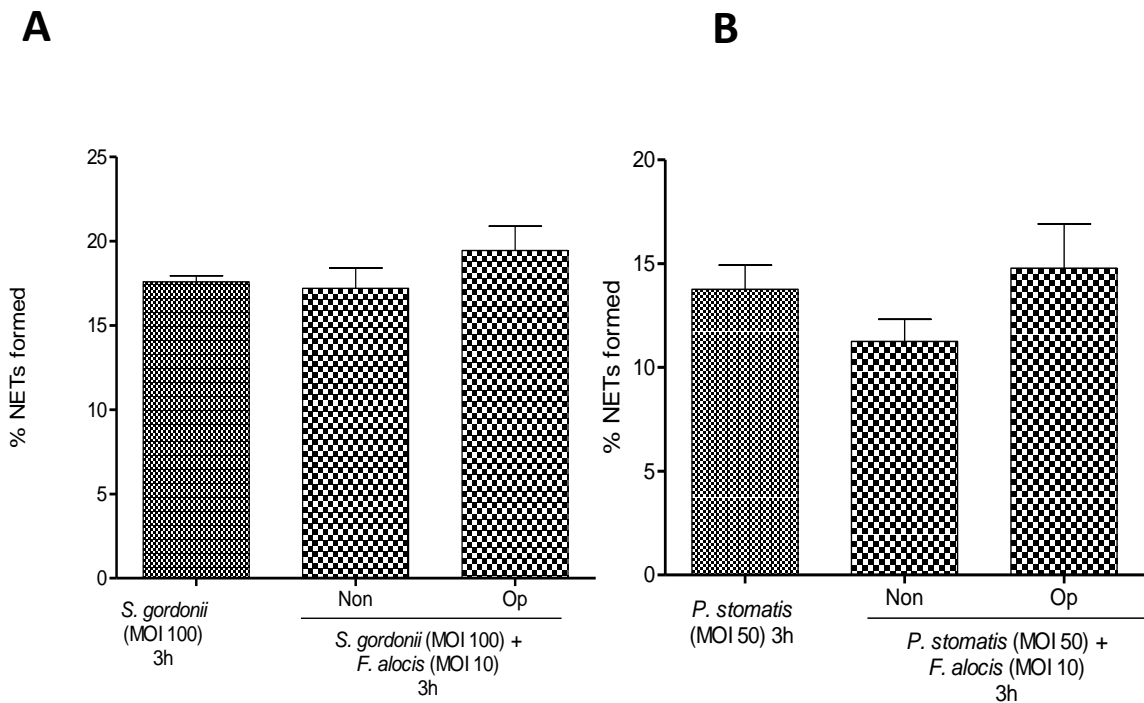 A
B
% NETs formed
25
20
15
10
5
0
S. gordonii
(MOI 100)
3h
Non
Op
S. gordonii (MOI 100) +
F. alocis (MOI 10)
3h
% NETs formed
20
15
10
5
0
P. stomatis
(MOI 50) 3h
Non
Op
P. stomatis (MOI 50) +
F. alocis (MOI 10)
3h